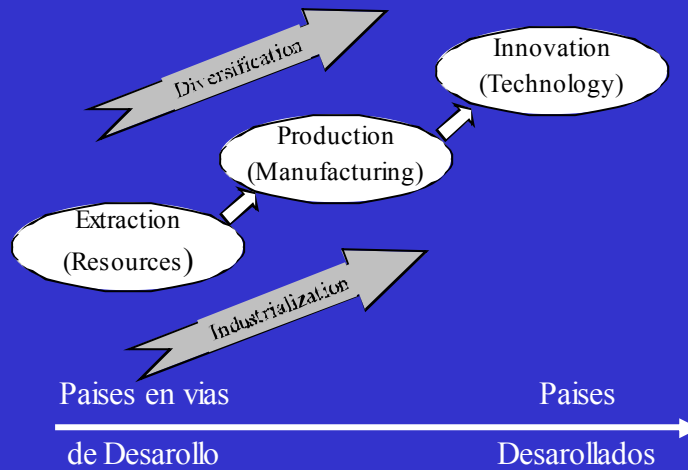 Diversification
Innovation
(Technology)
Production
(Manufacturing)
Extraction
(Resources)
Industrialization
Paises en vias
de Desarollo
Paises
Desarollados